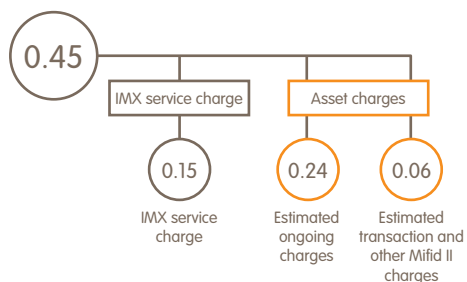 0.45
IMX service charge
Asset charges
0.15
0.24
0.06
IMX service
charge
Estimated
ongoing
charges
Estimated
transaction and
other Mifid II
charges